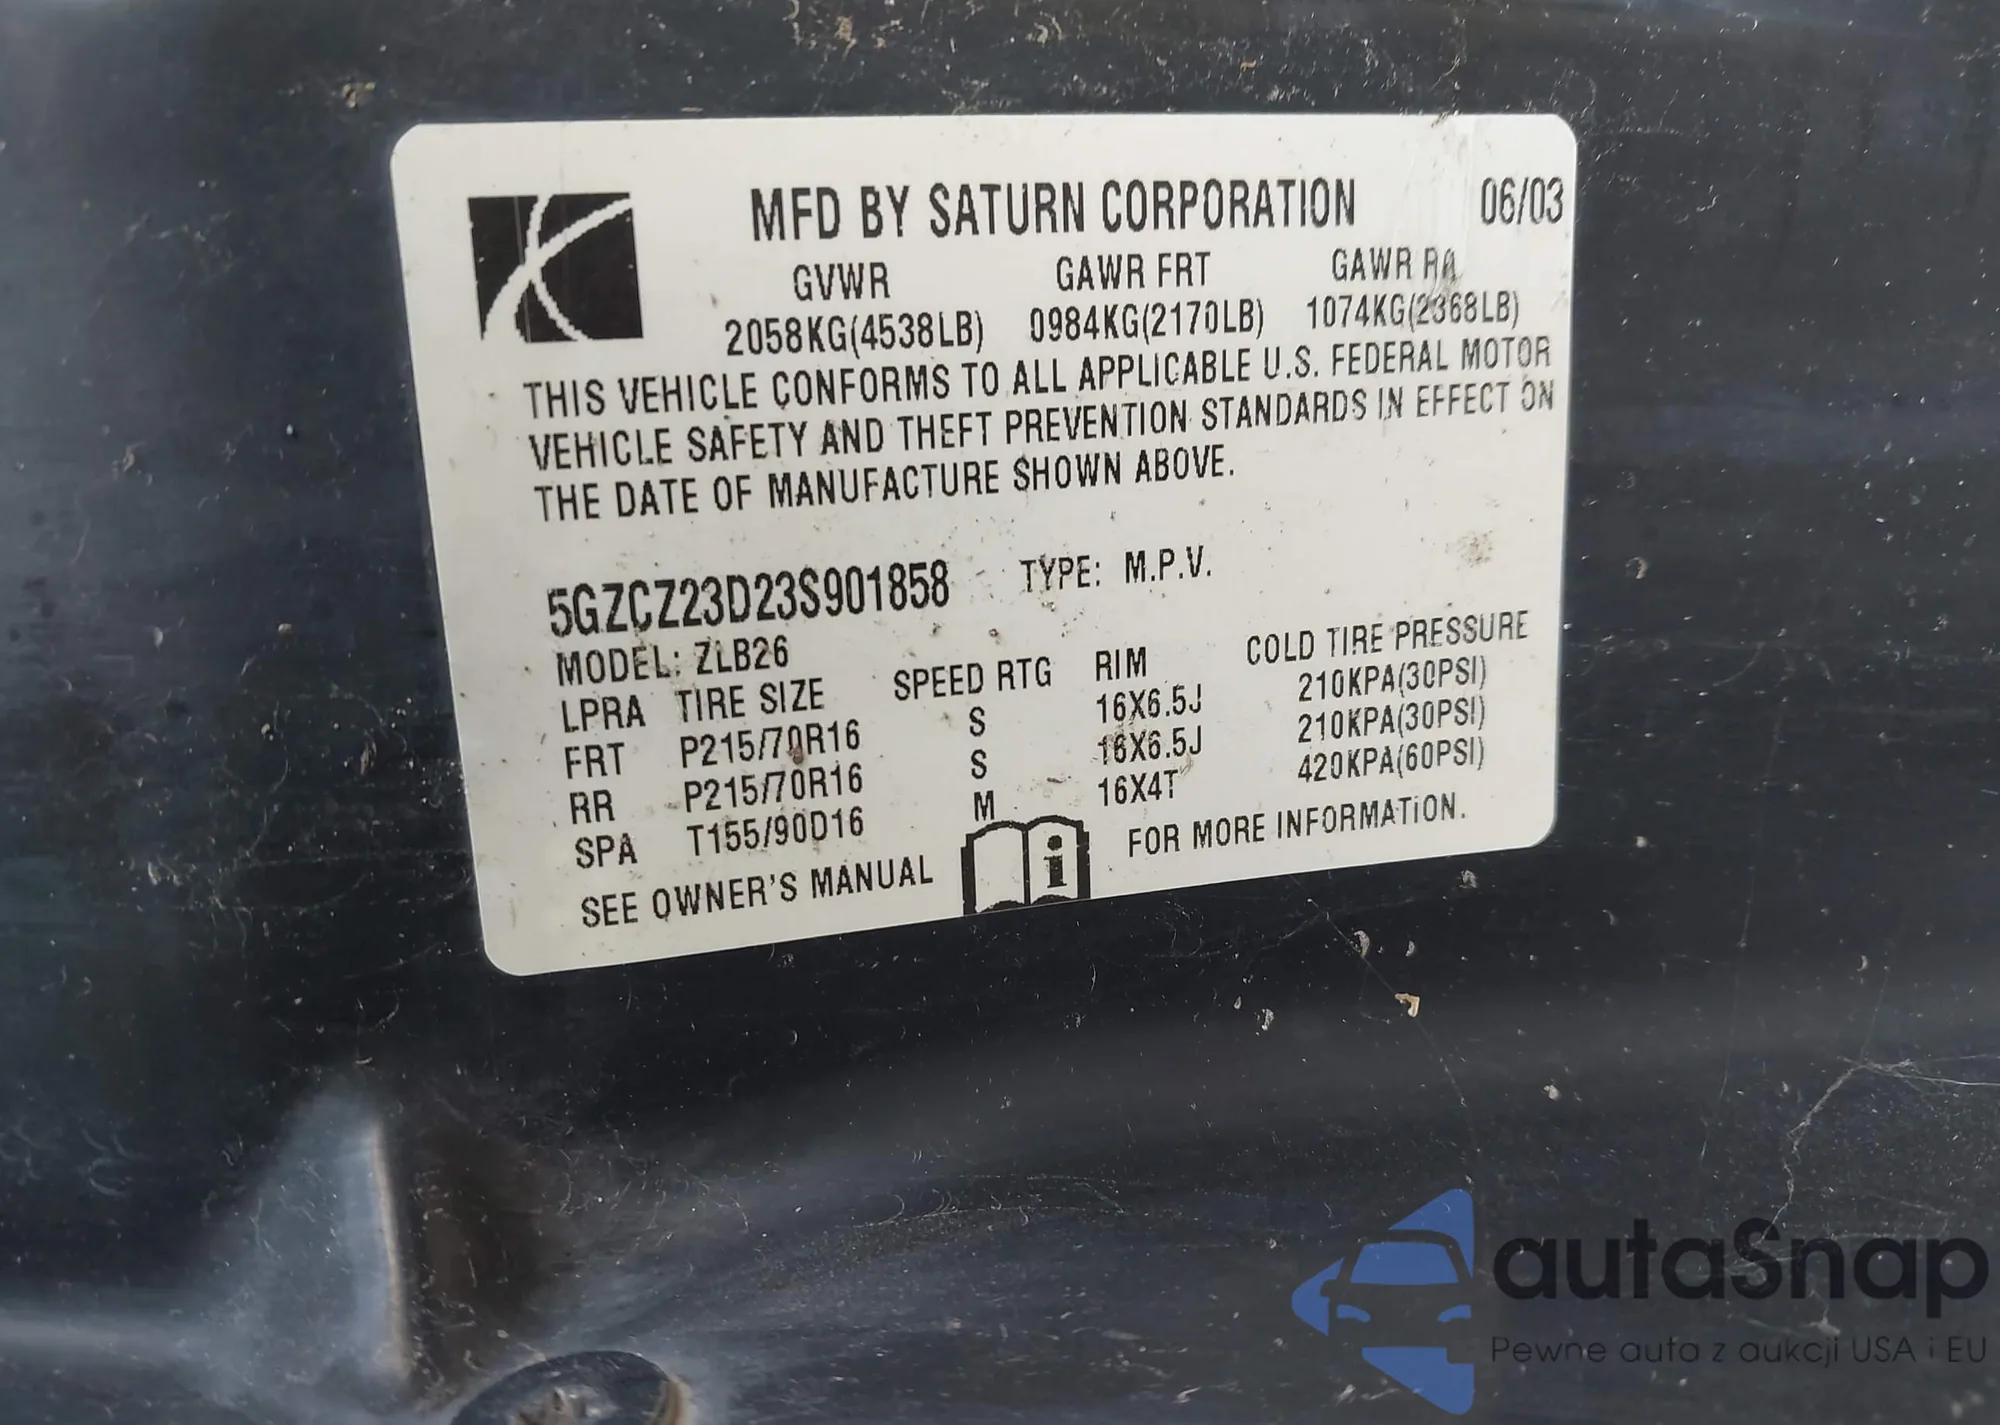 MFD BY SATURN CORPORATION 06/03
GVWR GAWR FRT GAWR RA
2058KG(4538LB) 0984KG(2170LB) 1074KG(2368LB)
THIS VEHICLE CONFORMS TO ALL APPLICABLE U.S. FEDERAL MOTOR
VEHICLE SAFETY AND THEFT PREVENTION STANDARDS IN EFFECT ON
THE DATE OF MANUFACTURE SHOWN ABOVE.
5GZCZ23D23S901858 TYPE: M.P.V.
MODEL: ZLB26
LPRA TIRE SIZE SPEED RTG RIM COLD TIRE PRESSURE
FRT P215/70R16 S 16X6.5J 210KPA(30PSI)
RR P215/70R16 S 16X6.5J 210KPA(30PSI)
SPA T155/90D16 M 16X4T 420KPA(60PSI)
SEE OWNER'S MANUAL i FOR MORE INFORMATION.
autaSnap
Pewne auta z aukcji USA i EU